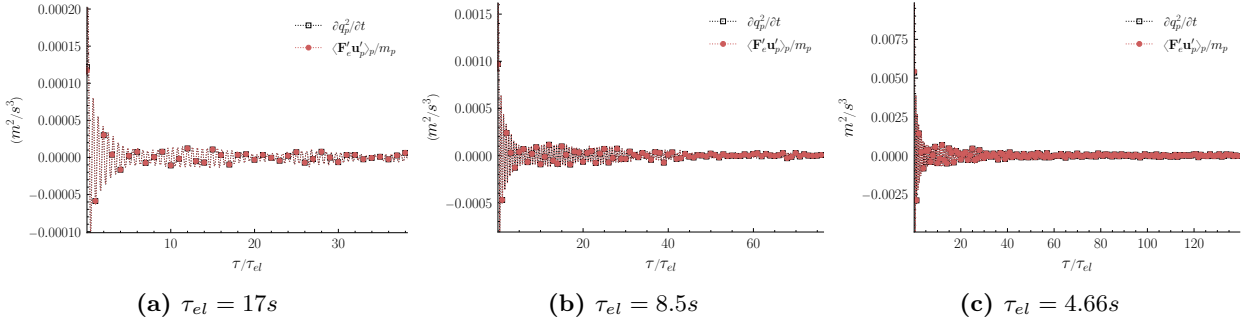 0.00020
0.00015
0.00010
0.00005
0.00000
−0.00005
−0.00010
(m²/s³)
∂q_p²/∂t
⟨F′_e u′_p⟩_p/m_p
10 20 30
τ/τ_el
(a) τ_el = 17s
0.0015
0.0010
0.0005
0.0000
−0.0005
(m²/s³)
∂q_p²/∂t
⟨F′_e u′_p⟩_p/m_p
20 40 60
τ/τ_el
(b) τ_el = 8.5s
0.0075
0.0050
0.0025
0.0000
−0.0025
m²/s³
∂q_p²/∂t
⟨F′_e u′_p⟩_p/m_p
20 40 60 80 100 120
τ/τ_el
(c) τ_el = 4.66s